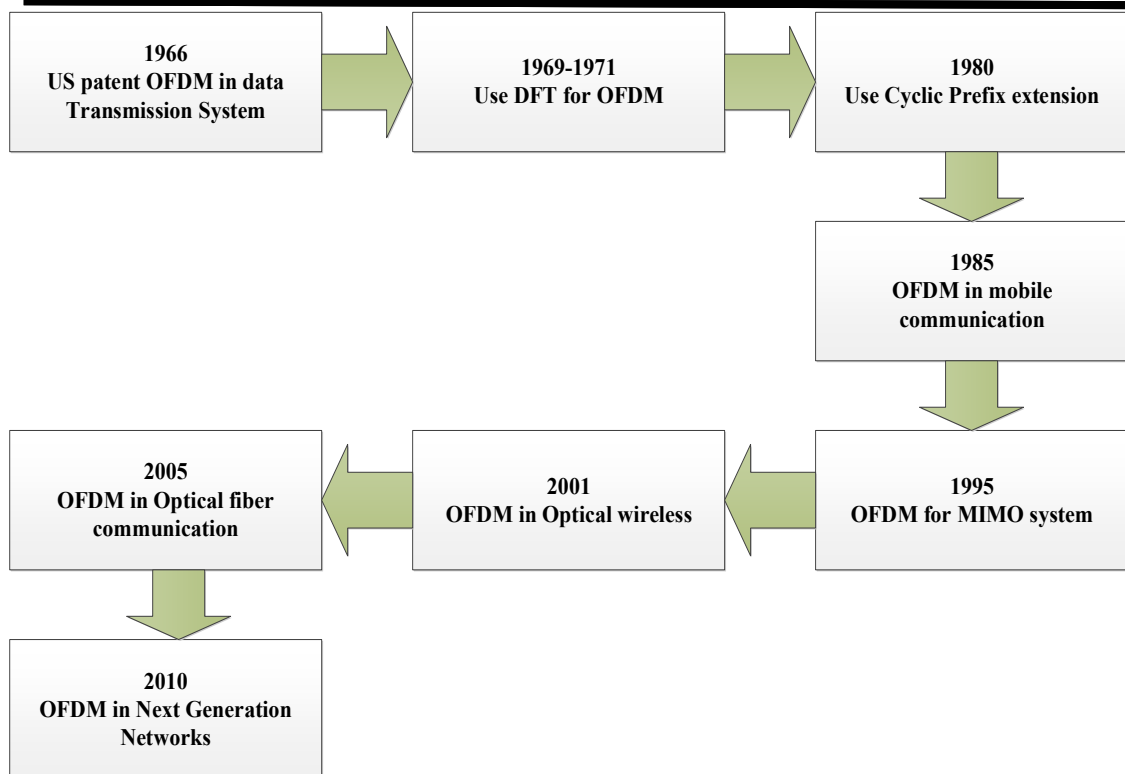 1966
US patent OFDM in data
Transmission System
1969-1971
Use DFT for OFDM
1980
Use Cyclic Prefix extension
1985
OFDM in mobile
communication
1995
OFDM for MIMO system
2001
OFDM in Optical wireless
2005
OFDM in Optical fiber
communication
2010
OFDM in Next Generation
Networks